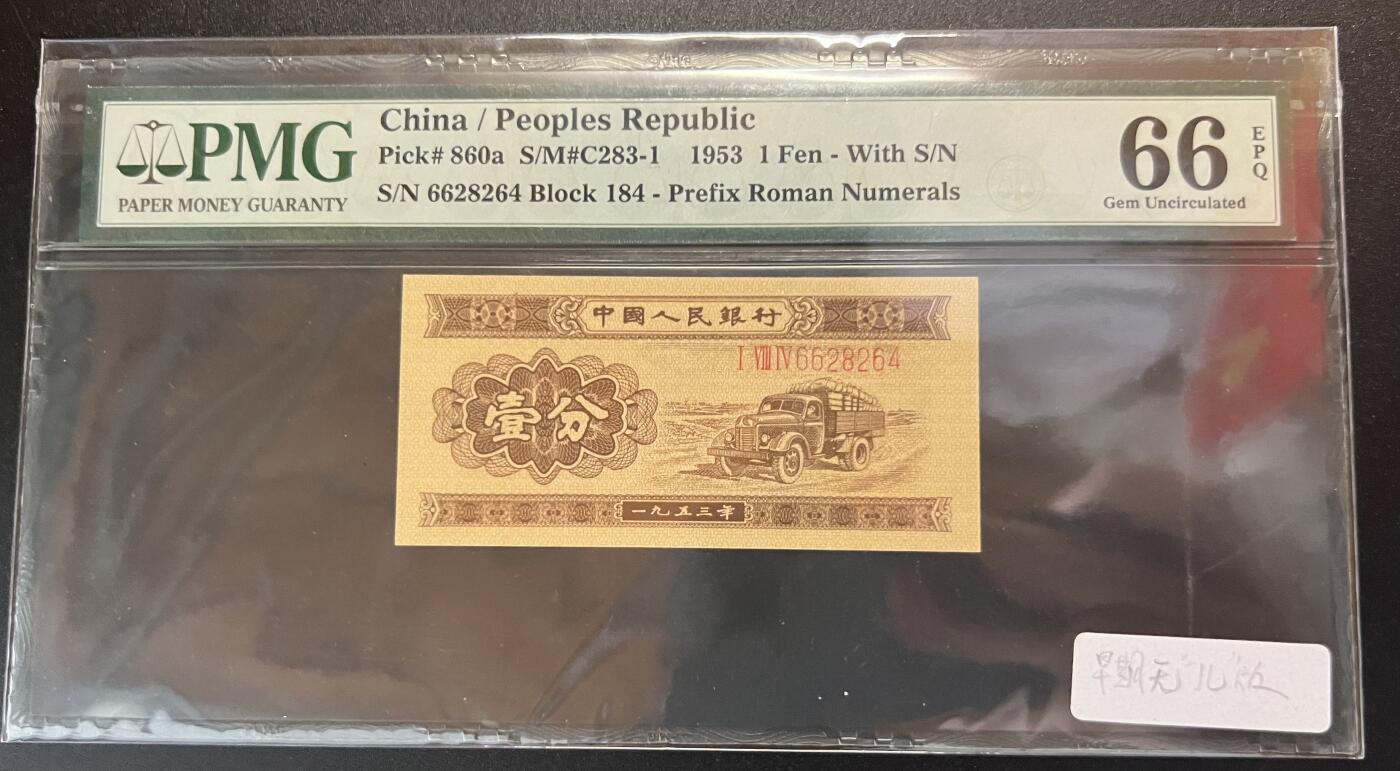 PMG
PAPER MONEY GUARANTY
China / Peoples Republic
Pick# 860a S/M#C283-1 1953 1 Fen - With S/N
S/N 6628264 Block 184 - Prefix Roman Numerals
66
EPQ
Gem Uncirculated
中國人民銀行
I VIII IV 6628264
壹分
一九五三年
早期无"儿"版